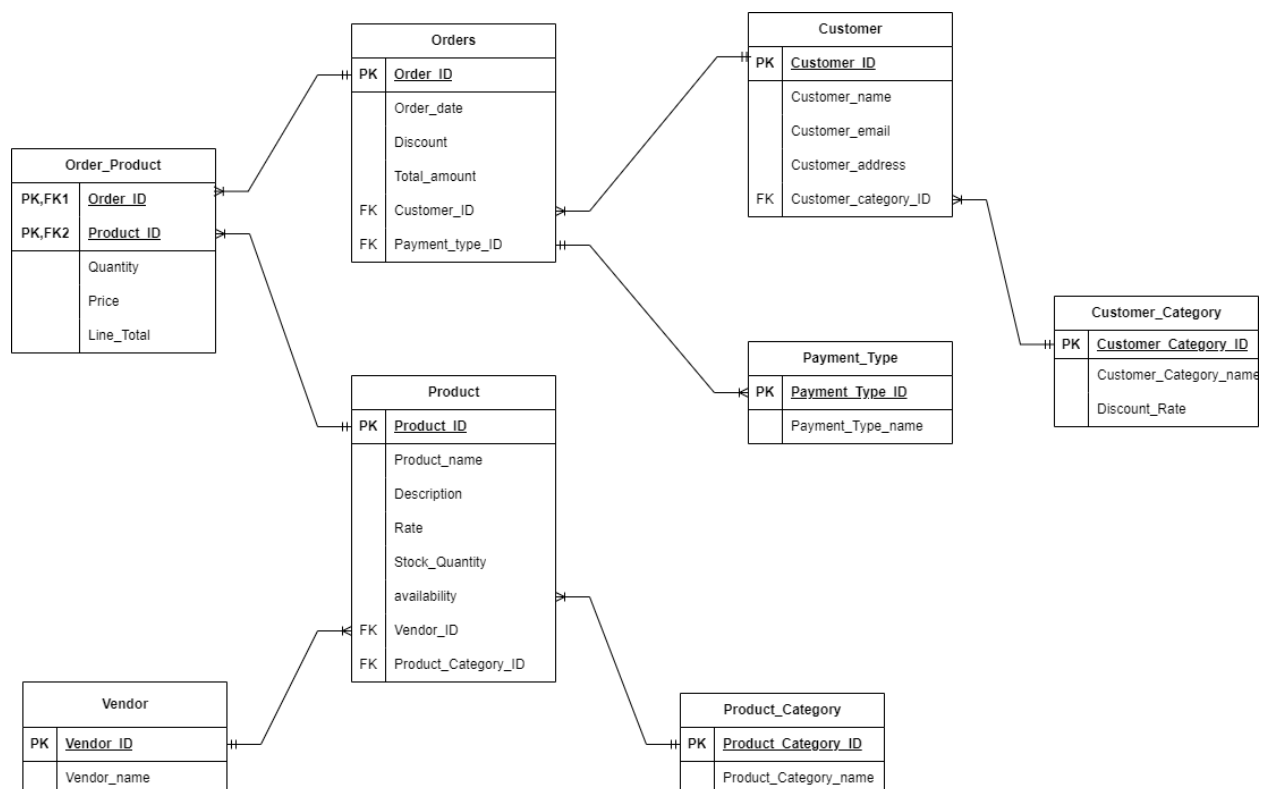 Orders
PK Order_ID
Order_date
Discount
Total_amount
FK Customer_ID
FK Payment_type_ID
Customer
PK Customer_ID
Customer_name
Customer_email
Customer_address
FK Customer_category_ID
Order_Product
PK,FK1 Order_ID
PK,FK2 Product_ID
Quantity
Price
Line_Total
Customer_Category
PK Customer_Category_ID
Customer_Category_name
Discount_Rate
Payment_Type
PK Payment_Type_ID
Payment_Type_name
Product
PK Product_ID
Product_name
Description
Rate
Stock_Quantity
availability
FK Vendor_ID
FK Product_Category_ID
Vendor
PK Vendor_ID
Vendor_name
Product_Category
PK Product_Category_ID
Product_Category_name